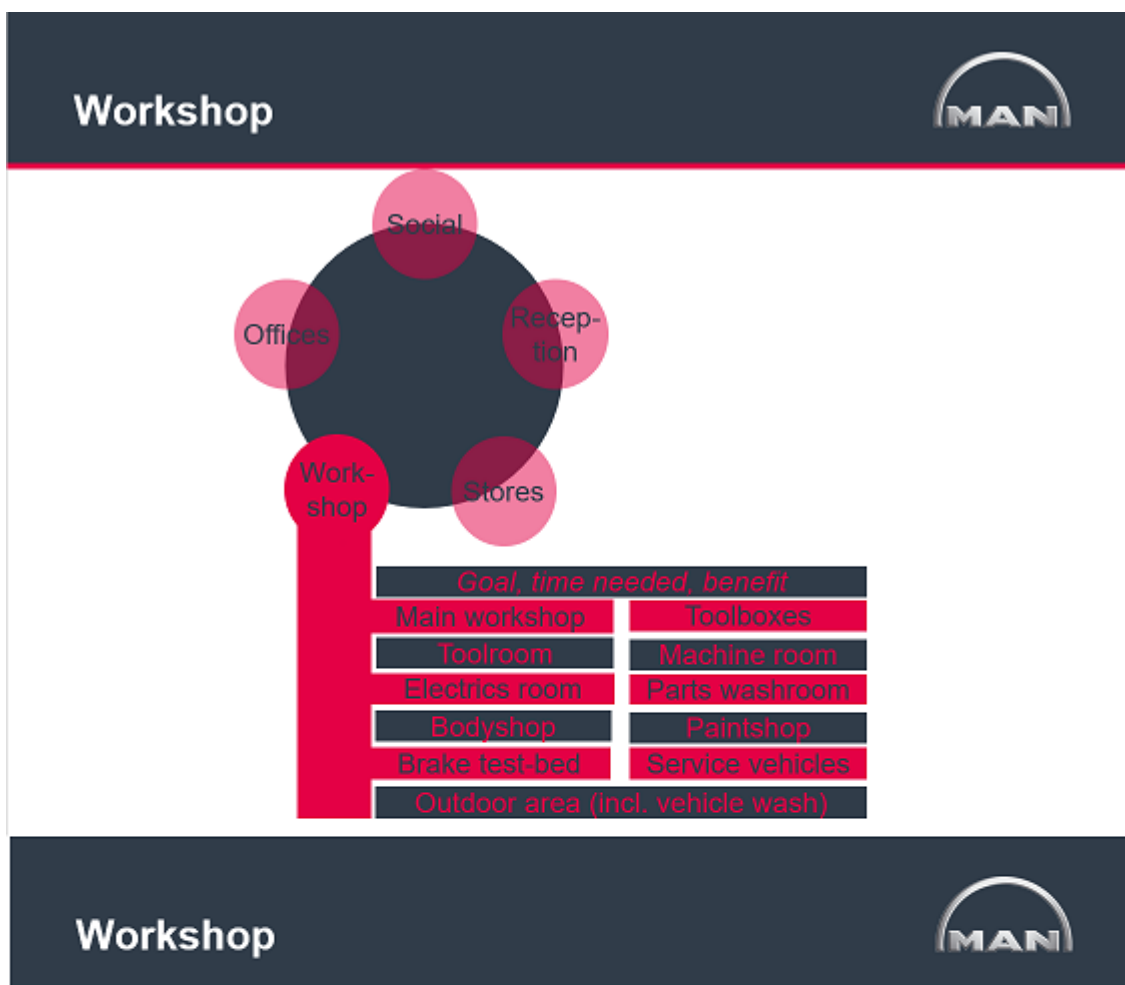 Workshop
MAN
Social
Offices
Recep-
tion
Work-
shop
Stores
Goal, time needed, benefit
Main workshop
Toolboxes
Toolroom
Machine room
Electrics room
Parts washroom
Bodyshop
Paintshop
Brake test-bed
Service vehicles
Outdoor area (incl. vehicle wash)
Workshop
MAN